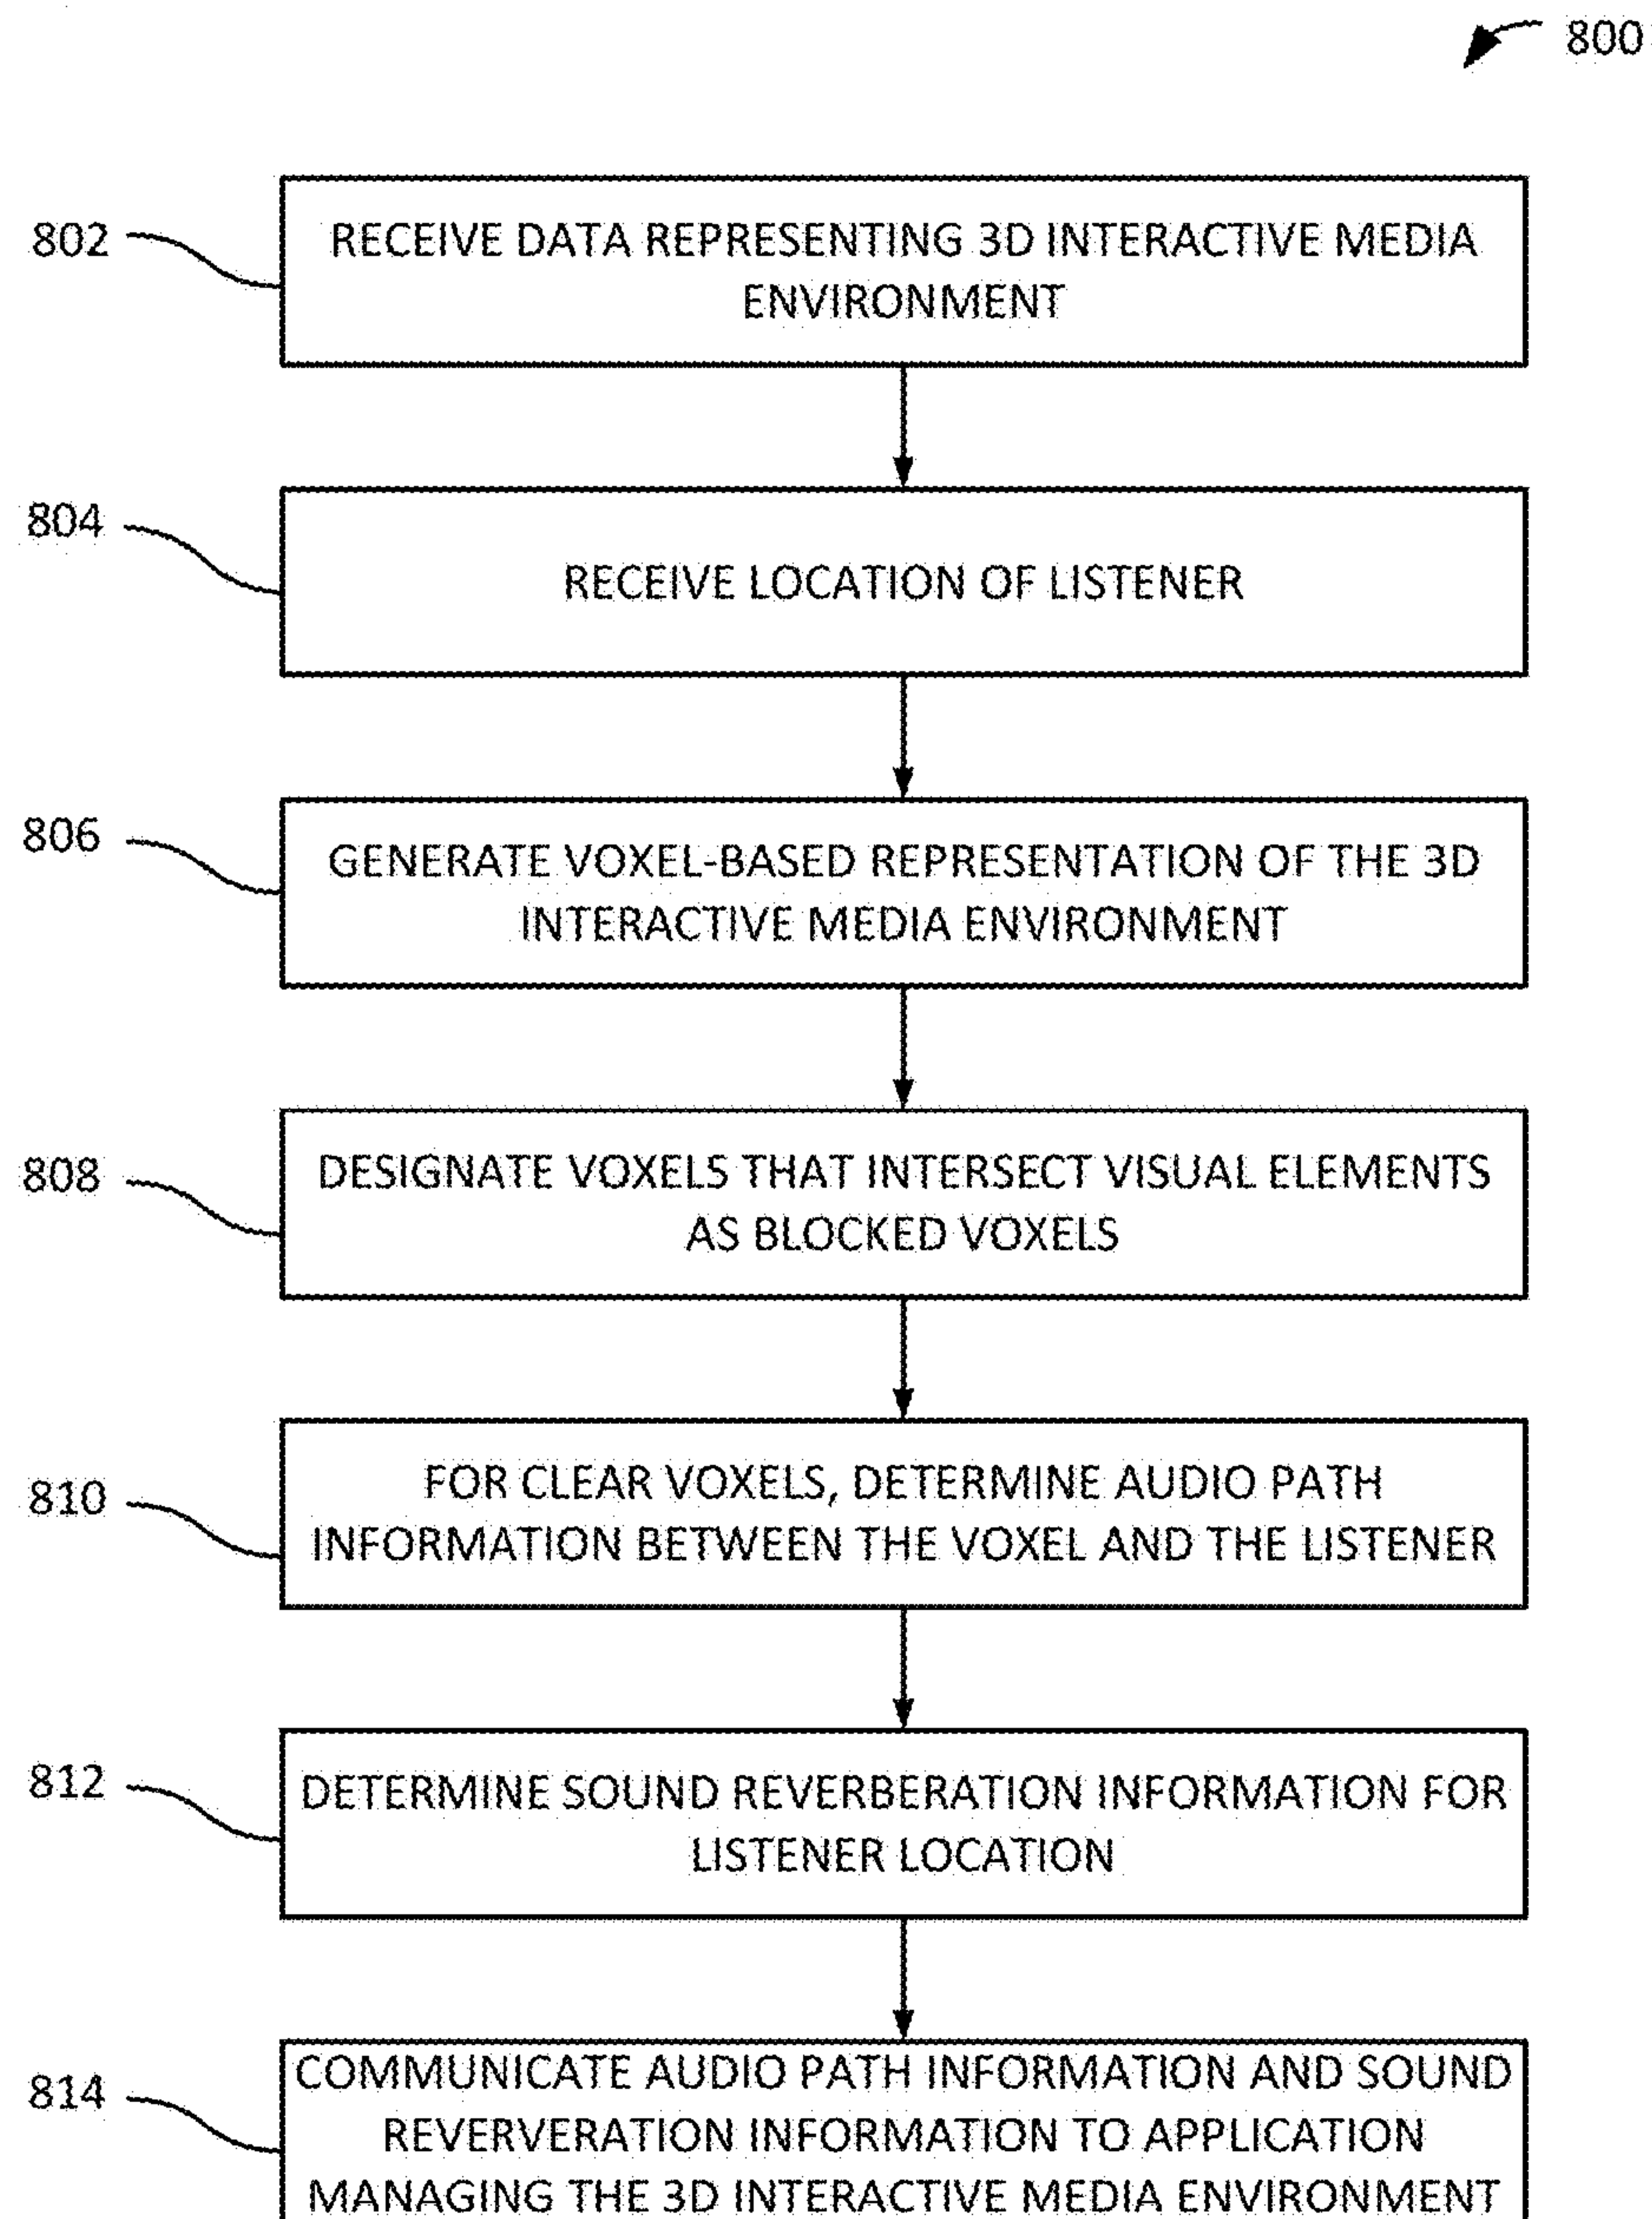 800
802
RECEIVE DATA REPRESENTING 3D INTERACTIVE MEDIA
ENVIRONMENT
804
RECEIVE LOCATION OF LISTENER
806
GENERATE VOXEL-BASED REPRESENTATION OF THE 3D
INTERACTIVE MEDIA ENVIRONMENT
808
DESIGNATE VOXELS THAT INTERSECT VISUAL ELEMENTS
AS BLOCKED VOXELS
810
FOR CLEAR VOXELS, DETERMINE AUDIO PATH
INFORMATION BETWEEN THE VOXEL AND THE LISTENER
812
DETERMINE SOUND REVERBERATION INFORMATION FOR
LISTENER LOCATION
814
COMMUNICATE AUDIO PATH INFORMATION AND SOUND
REVERVERATION INFORMATION TO APPLICATION
MANAGING THE 3D INTERACTIVE MEDIA ENVIRONMENT